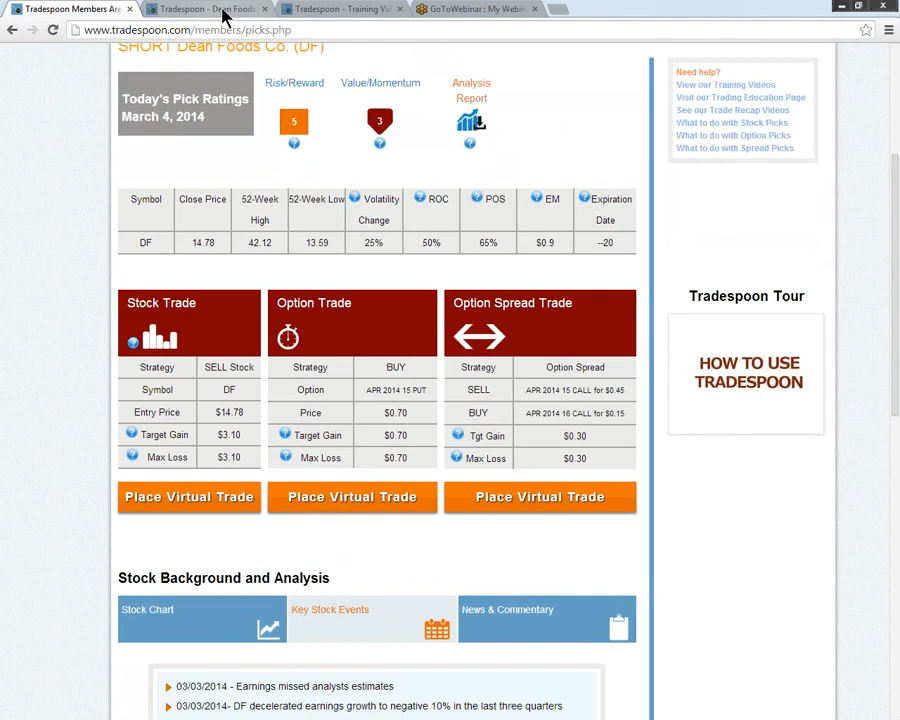 Tradespoon Members Are
Tradespoon - Dean Foods
Tradespoon - Training Vid
GoToWebinar : My Webin
www.tradespoon.com/members/picks.php
SHORT Dean Foods Co. (DF)
Today's Pick Ratings
March 4, 2014
Risk/Reward
5
Value/Momentum
3
Analysis
Report
Need help?
View our Training Videos
Visit our Trading Education Page
See our Trade Recap Videos
What to do with Stock Picks
What to do with Option Picks
What to do with Spread Picks
Symbol Close Price 52-Week High 52-Week Low Volatility Change ROC POS EM Expiration Date
DF 14.78 42.12 13.59 25% 50% 65% $0.9 --20
Stock Trade
Strategy SELL Stock
Symbol DF
Entry Price $14.78
Target Gain $3.10
Max Loss $3.10
Place Virtual Trade
Option Trade
Strategy BUY
Option APR 2014 15 PUT
Price $0.70
Target Gain $0.70
Max Loss $0.70
Place Virtual Trade
Option Spread Trade
Strategy Option Spread
SELL APR 2014 15 CALL for $0.45
BUY APR 2014 16 CALL for $0.15
Tgt Gain $0.30
Max Loss $0.30
Place Virtual Trade
Tradespoon Tour
HOW TO USE
TRADESPOON
Stock Background and Analysis
Stock Chart
Key Stock Events
News & Commentary
03/03/2014 - Earnings missed analysts estimates
03/03/2014- DF decelerated earnings growth to negative 10% in the last three quarters